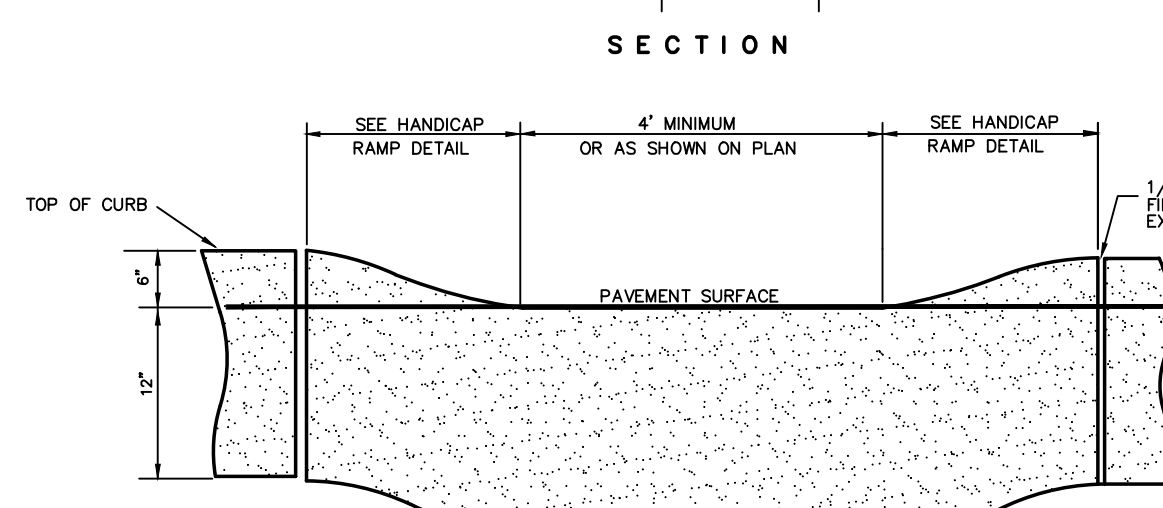 SECTION
SEE HANDICAP
RAMP DETAIL
4' MINIMUM
OR AS SHOWN ON PLAN
SEE HANDICAP
RAMP DETAIL
TOP OF CURB
6"
PAVEMENT SURFACE
12"